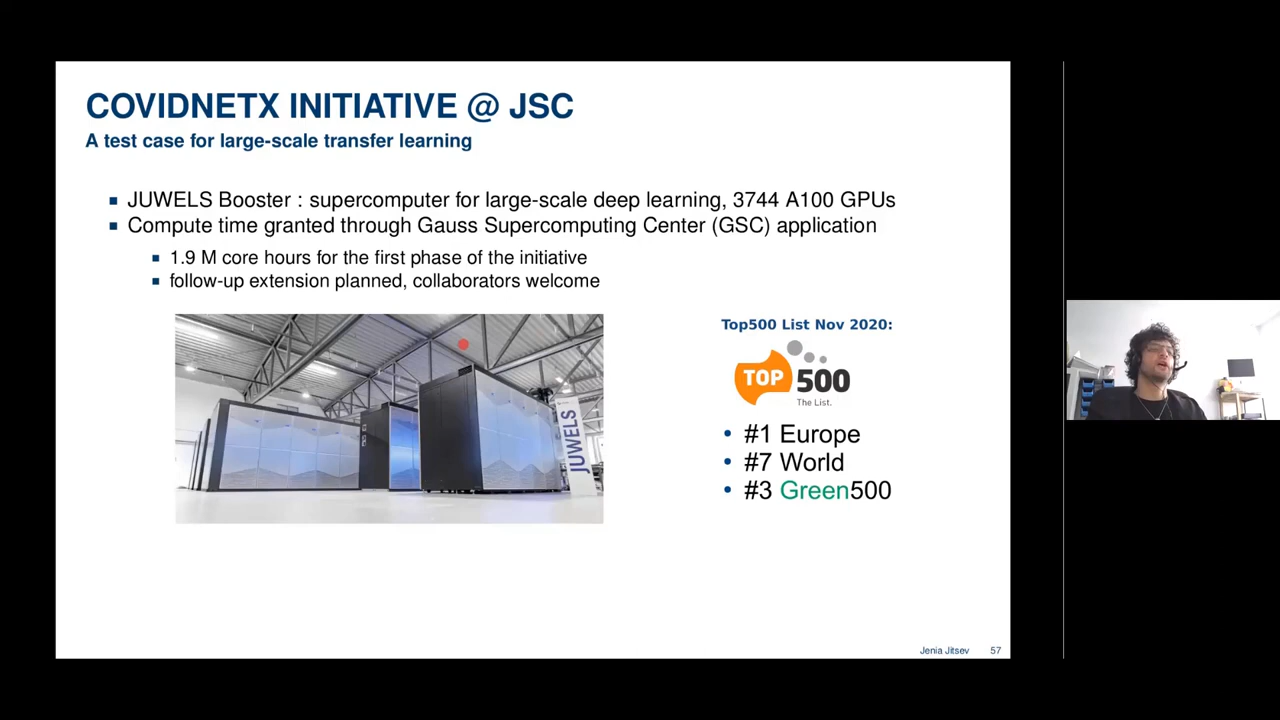 COVIDNETX INITIATIVE @ JSC
A test case for large-scale transfer learning
JUWELS Booster : supercomputer for large-scale deep learning, 3744 A100 GPUs
Compute time granted through Gauss Supercomputing Center (GSC) application
1.9 M core hours for the first phase of the initiative
follow-up extension planned, collaborators welcome
JUWELS
Top500 List Nov 2020:
TOP 500
The List.
#1 Europe
#7 World
#3 Green500
Jenia Jitsev 57